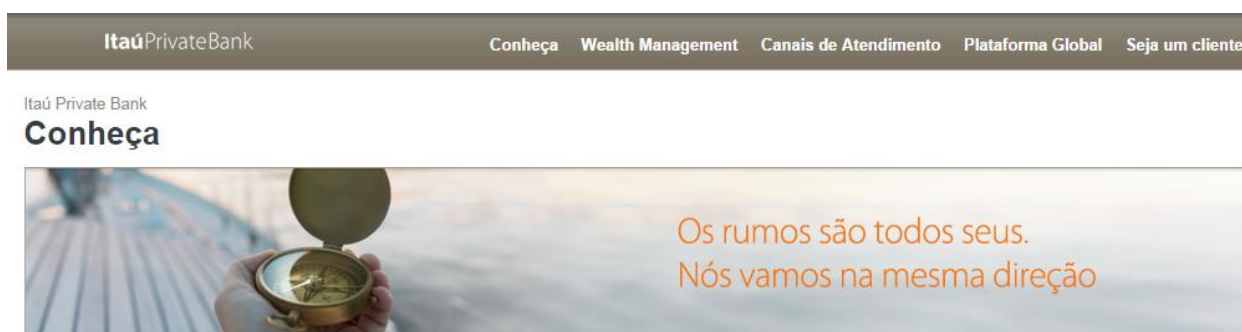 ItaúPrivateBank
Conheça Wealth Management Canais de Atendimento Plataforma Global Seja um cliente
Itaú Private Bank
Conheça
Os rumos são todos seus.
Nós vamos na mesma direção